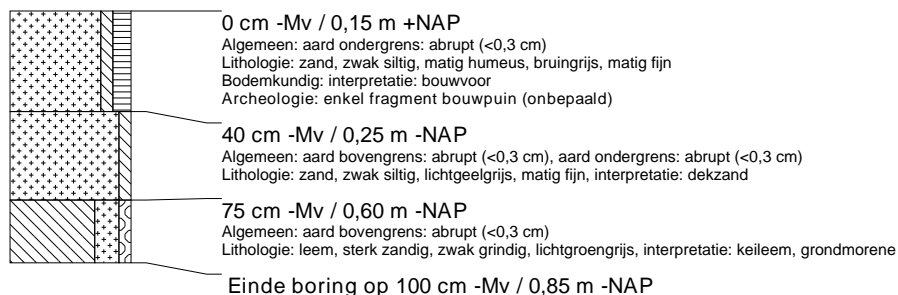 0 cm -Mv / 0,15 m +NAP
Algemeen: aard ondergrens: abrupt (<0,3 cm)
Lithologie: zand, zwak siltig, matig humeus, bruingrijs, matig fijn
Bodemkundig: interpretatie: bouwvoor
Archeologie: enkel fragment bouwpuin (onbepaald)
40 cm -Mv / 0,25 m -NAP
Algemeen: aard bovengrens: abrupt (<0,3 cm), aard ondergrens: abrupt (<0,3 cm)
Lithologie: zand, zwak siltig, lichtgeelgrijs, matig fijn, interpretatie: dekzand
75 cm -Mv / 0,60 m -NAP
Algemeen: aard bovengrens: abrupt (<0,3 cm)
Lithologie: leem, sterk zandig, zwak grindig, lichtgroengrijs, interpretatie: keileem, grondmorene
Einde boring op 100 cm -Mv / 0,85 m -NAP